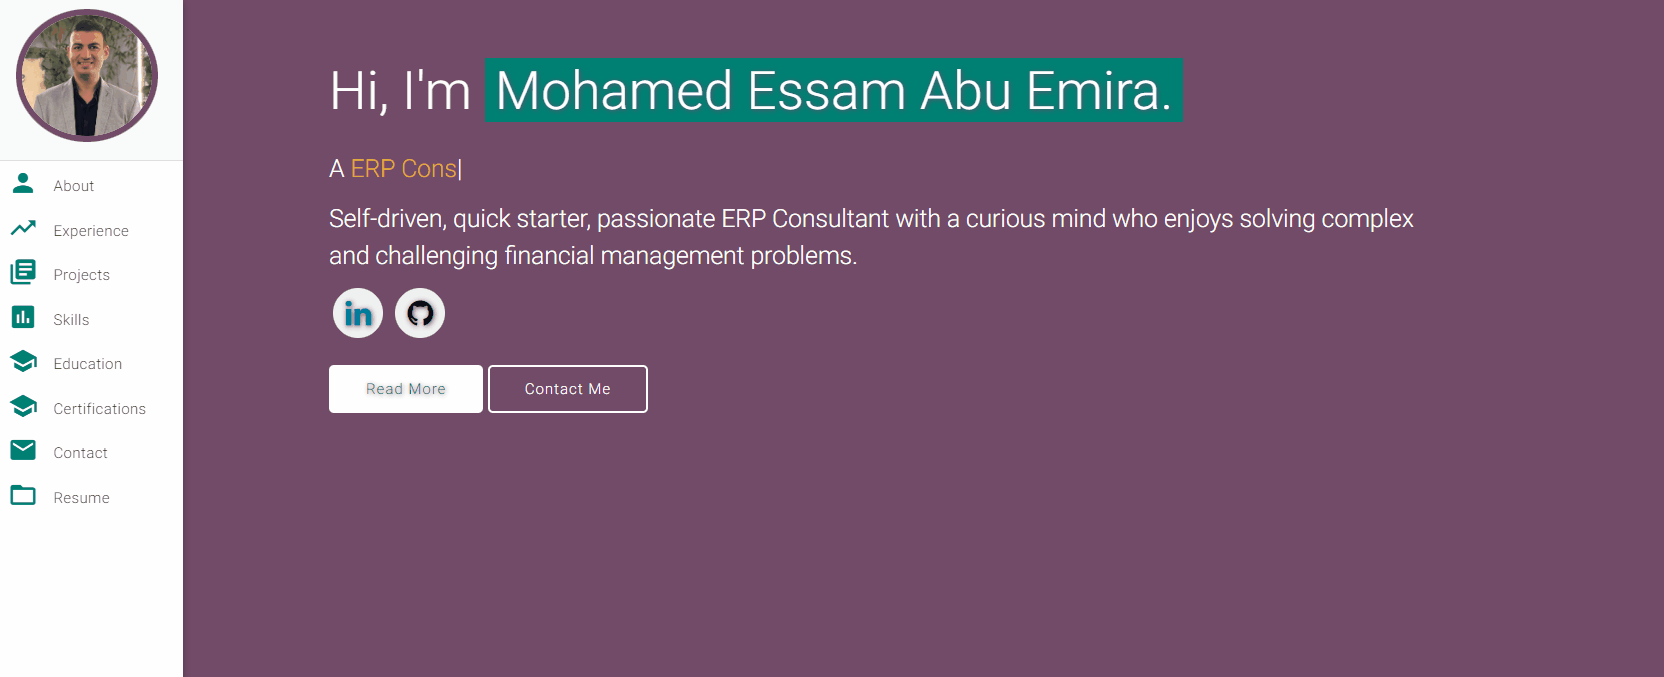 About
Experience
Projects
Skills
Education
Certifications
Contact
Resume
Hi, I'm Mohamed Essam Abu Emira.
A ERP Cons|
Self-driven, quick starter, passionate ERP Consultant with a curious mind who enjoys solving complex
and challenging financial management problems.
in
Read More Contact Me